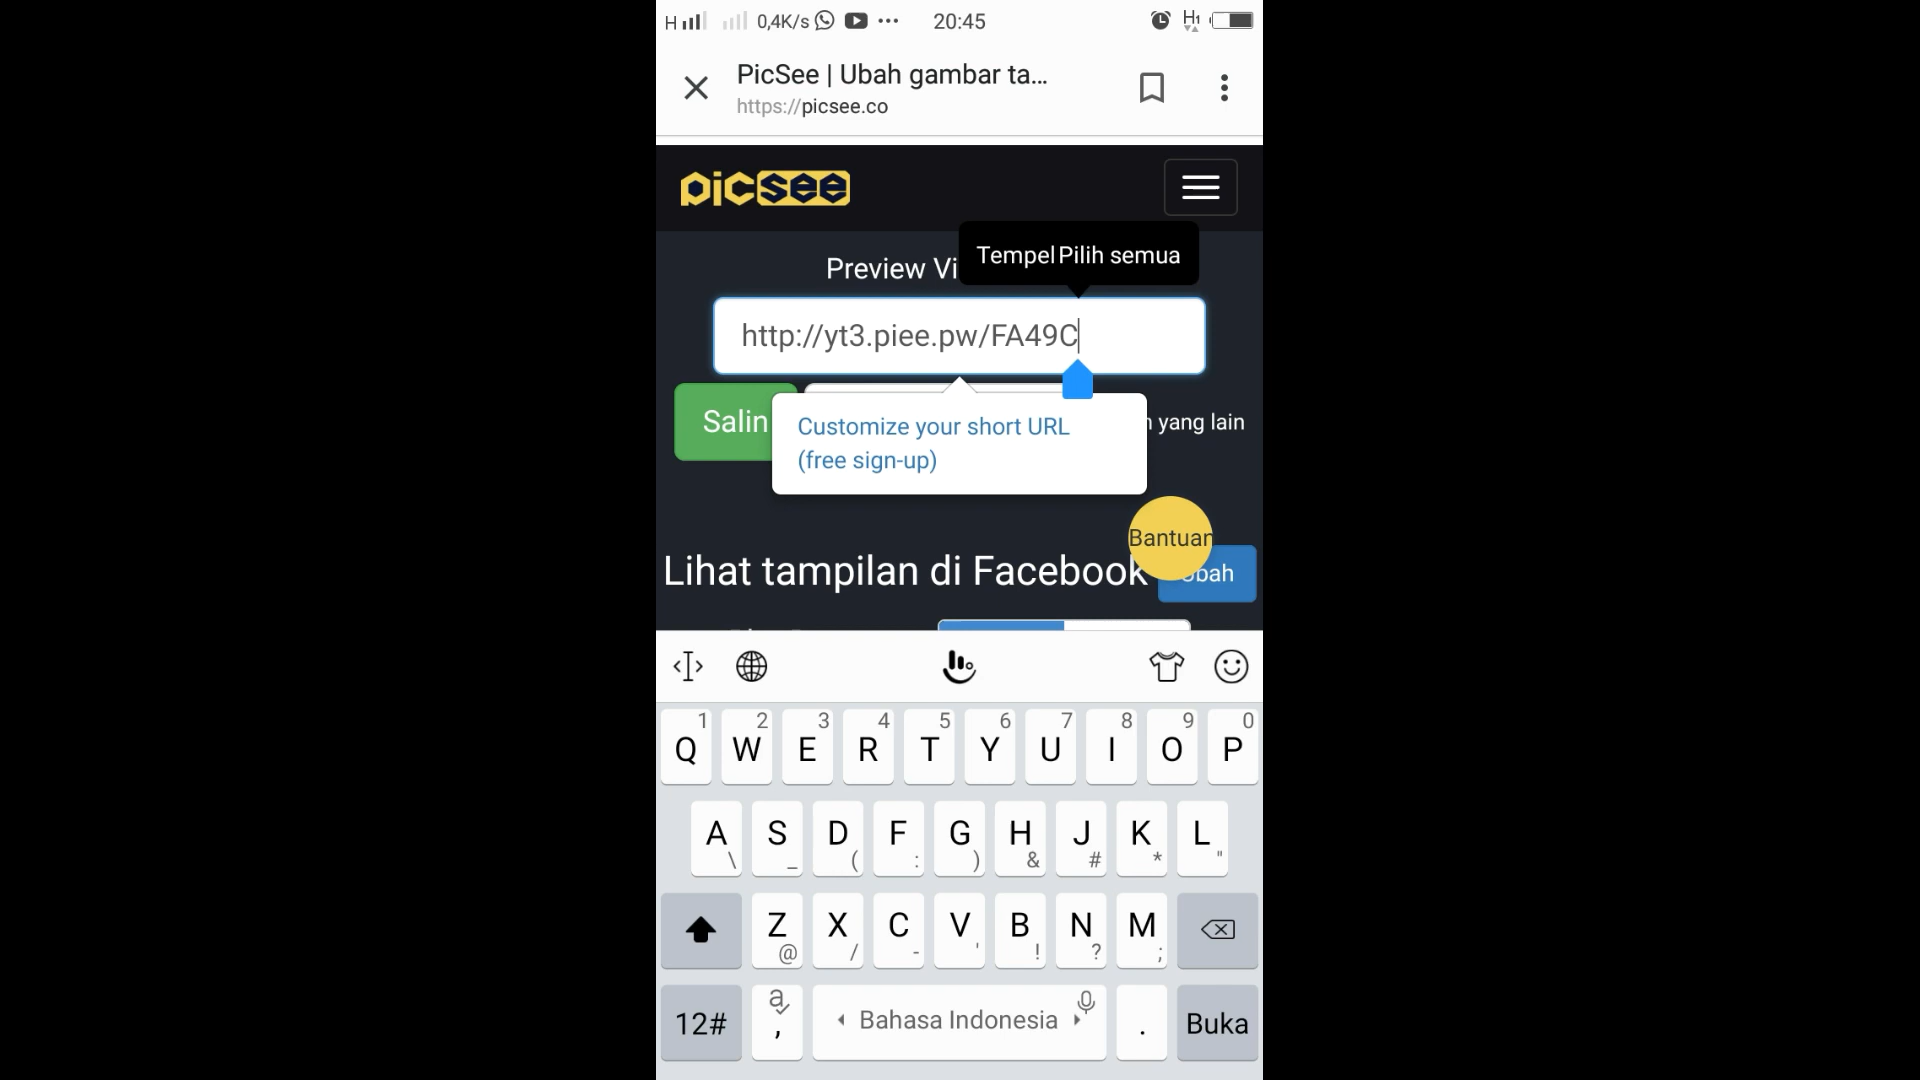 H 0,4K/s ... 20:45 H1
PicSee | Ubah gambar ta...
https://picsee.co
picsee
Tempel Pilih semua
Preview Vi
http://yt3.piee.pw/FA49C
Salin
Customize your short URL
(free sign-up)
yang lain
Bantuan
Lihat tampilan di Facebook
Ubah
1 2 3 4 5 6 7 8 9 0
Q W E R T Y U I O P
A S D F G H J K L
\ _ ( : ) & # * "
Z X C V B N M
@ / - ' ! ? ;
12# a , Bahasa Indonesia . Buka